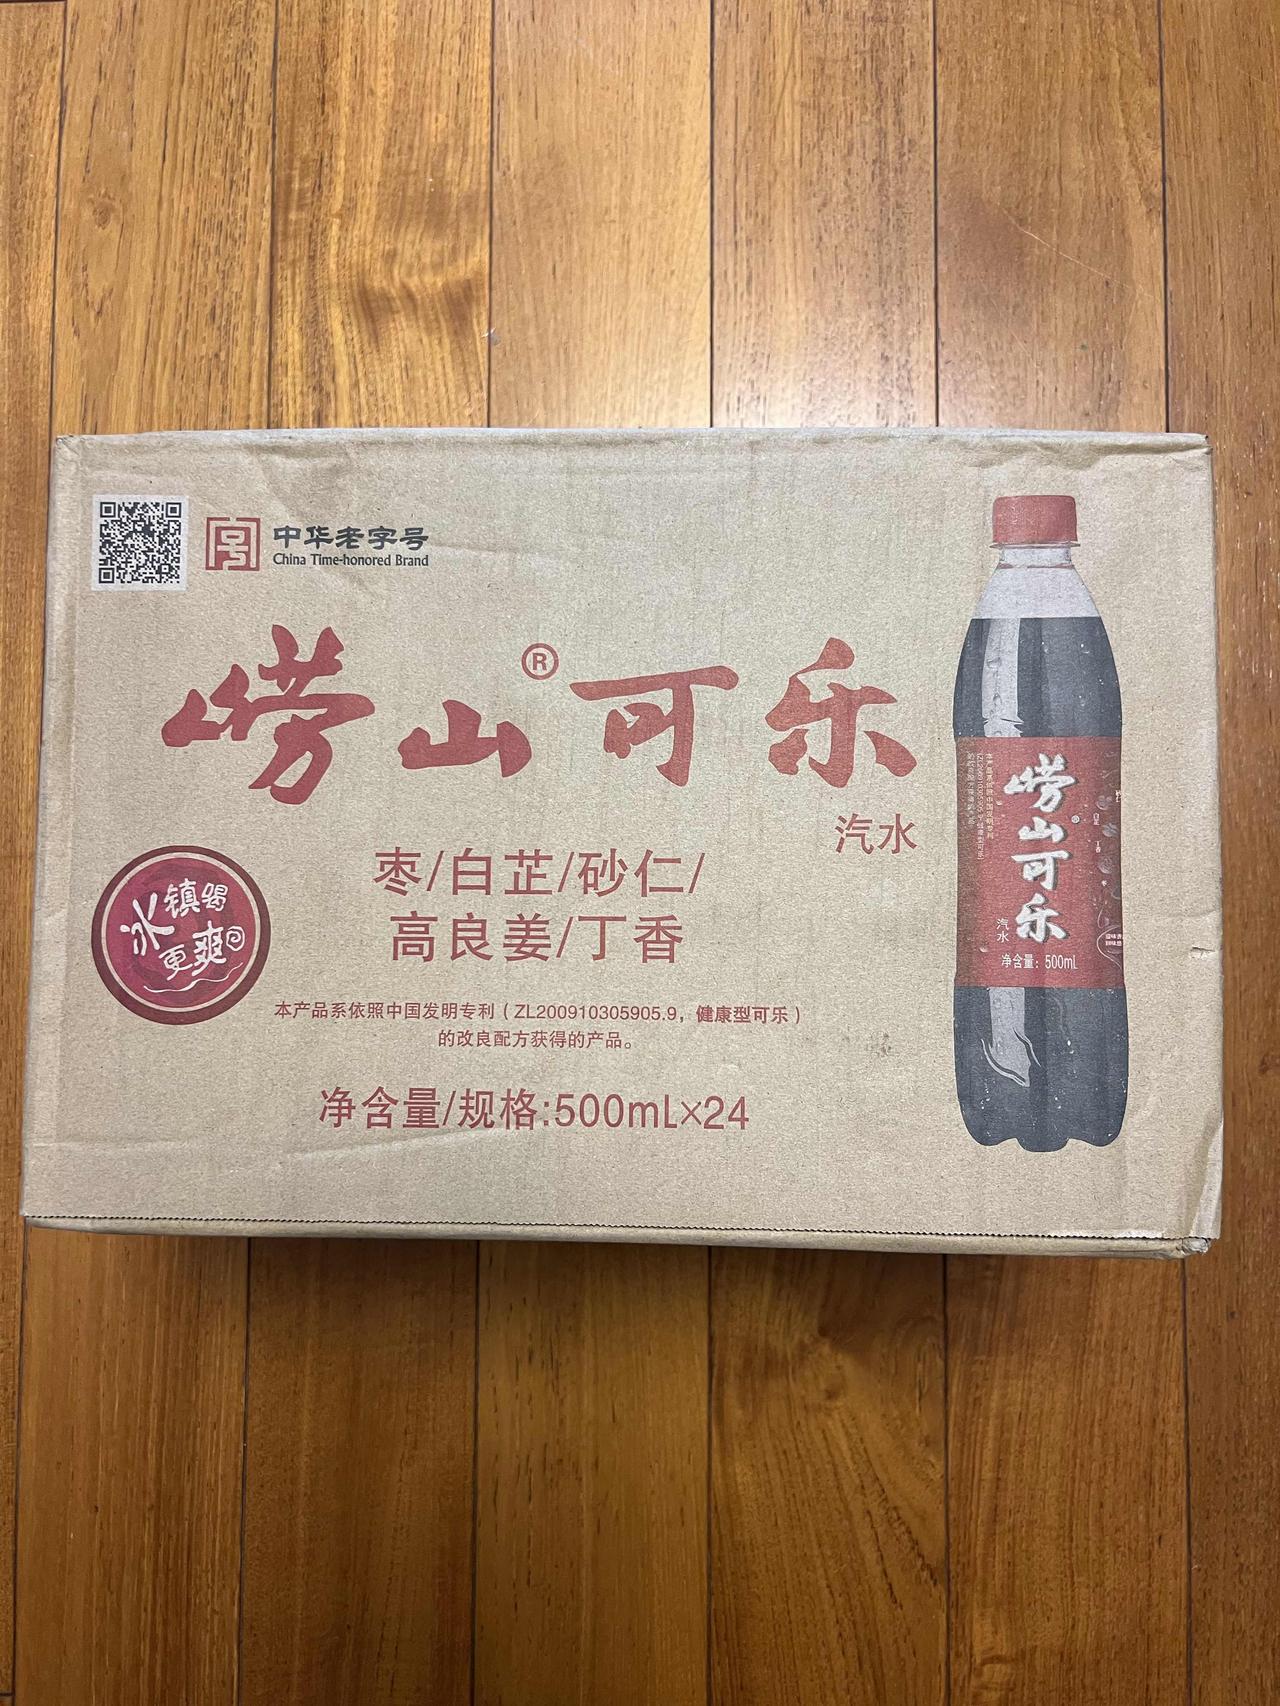 中华老字号
China Time-honored Brand
崂山®可乐
汽水
枣/白芷/砂仁/
高良姜/丁香
冰镇喝
更爽
本产品系依照中国发明专利（ZL200910305905.9，健康型可乐）
的改良配方获得的产品。
净含量/规格:500mL×24
崂山可乐
汽水
净含量：500mL